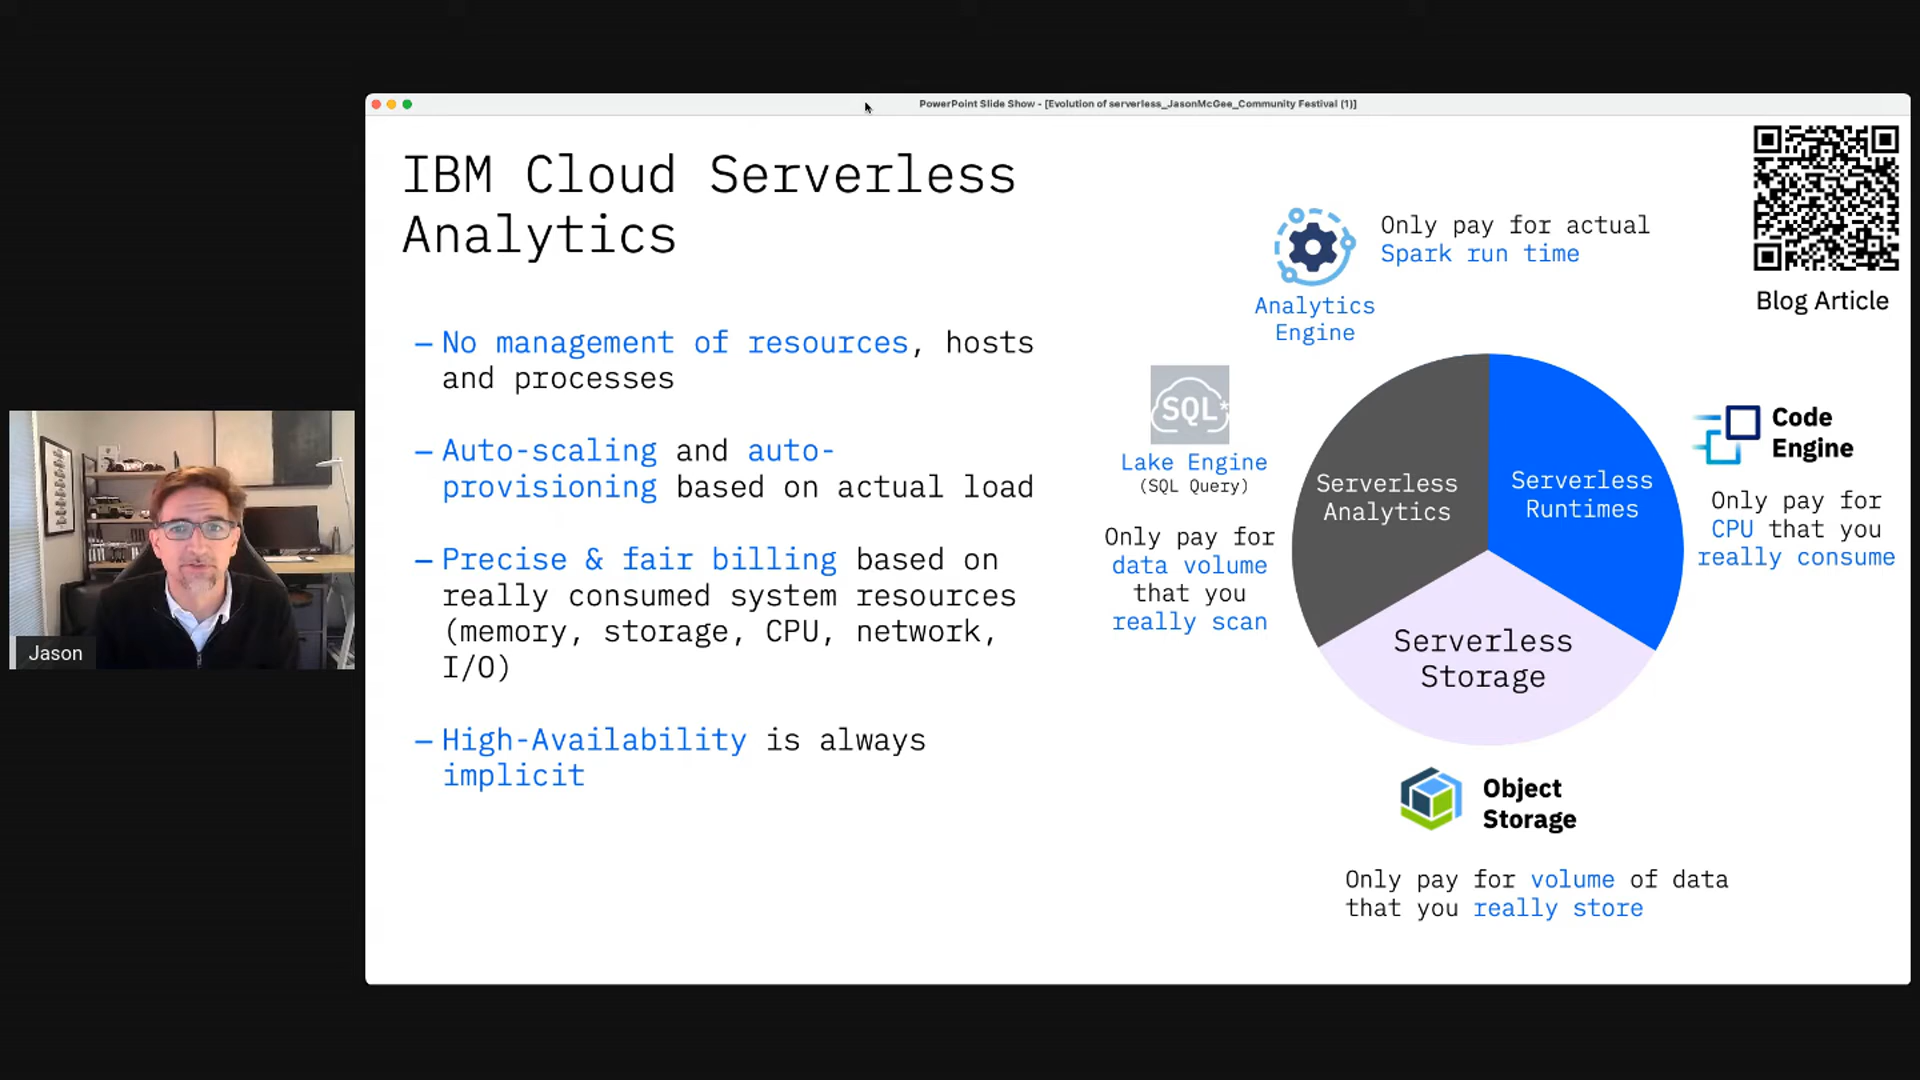 PowerPoint Slide Show - [Evolution of serverless_JasonMcGee_Community Festival (1)]
IBM Cloud Serverless
Analytics
– No management of resources, hosts
and processes
– Auto-scaling and auto-
provisioning based on actual load
– Precise & fair billing based on
really consumed system resources
(memory, storage, CPU, network,
I/O)
– High-Availability is always
implicit
Only pay for actual
Spark run time
Analytics
Engine
Blog Article
SQL*
Lake Engine
(SQL Query)
Only pay for
data volume
that you
really scan
Serverless
Analytics
Serverless
Runtimes
Serverless
Storage
Code
Engine
Only pay for
CPU that you
really consume
Object
Storage
Only pay for volume of data
that you really store
Jason